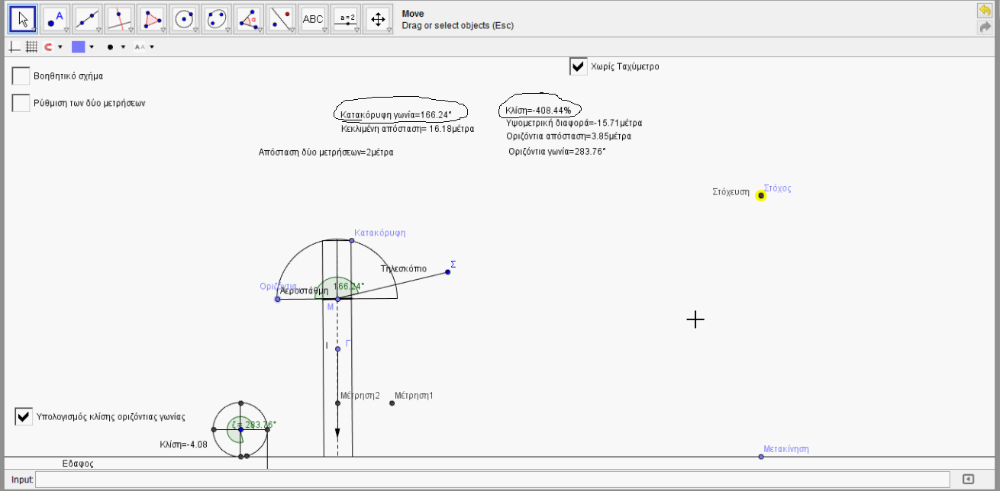 A
α
ABC
a=2
Move
Drag or select objects (Esc)
A A
Βοηθητικό σχήμα
Χωρίς Ταχύμετρο
Ρύθμιση των δύο μετρήσεων
Κατακόρυφη γωνία=166.24°
Κλίση=-408.44%
Κεκλιμένη απόσταση= 16.18μέτρα
Υψομετρική διαφορά=-15.71μέτρα
Οριζόντια απόσταση=3.85μέτρα
Απόσταση δύο μετρήσεων=2μέτρα
Οριζόντια γωνία=283.76°
Στόχευση
Στόχος
Κατακόρυφη
Τηλεσκόπιο
Σ
Οριζόντια
Αεροστάθμη
166.24°
Μ
Ι
Γ
Μέτρηση2
Μέτρηση1
Υπολογισμός κλίσης οριζόντιας γωνίας
ζ = 283.76°
Κλίση=-4.08
Μετακίνηση
Εδαφος
Input: